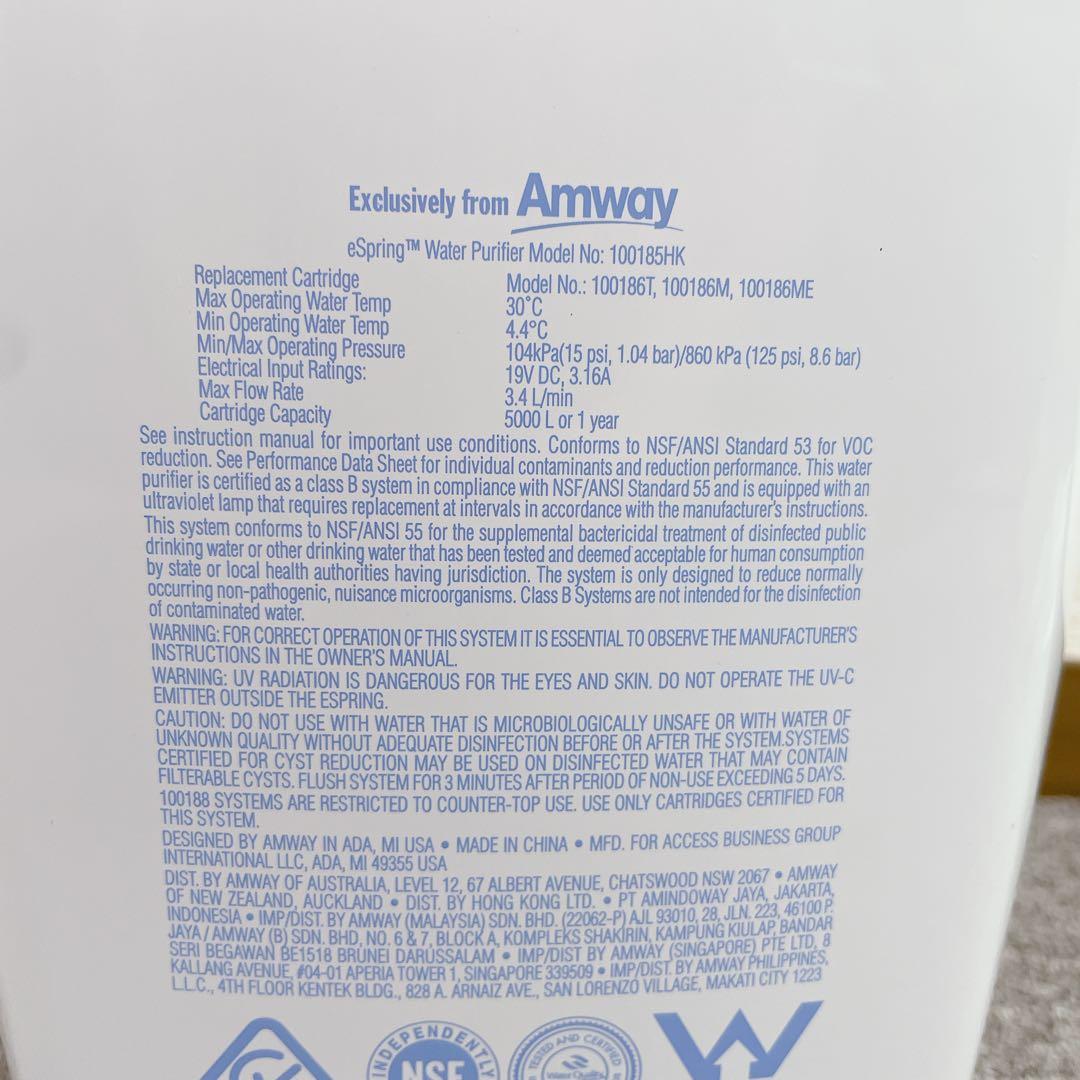 Exclusively from Amway
eSpring™ Water Purifier Model No: 100185HK
Replacement Cartridge Model No.: 100186T, 100186M, 100186ME
Max Operating Water Temp 30˚C
Min Operating Water Temp 4.4°C
Min/Max Operating Pressure 104kPa(15 psi, 1.04 bar)/860 kPa (125 psi, 8.6 bar)
Electrical Input Ratings: 19V DC, 3.16A
Max Flow Rate 3.4 L/min
Cartridge Capacity 5000 L or 1 year
See instruction manual for important use conditions. Conforms to NSF/ANSI Standard 53 for VOC
reduction. See Performance Data Sheet for individual contaminants and reduction performance. This water
purifier is certified as a class B system in compliance with NSF/ANSI Standard 55 and is equipped with an
ultraviolet lamp that requires replacement at intervals in accordance with the manufacturer's instructions.
This system conforms to NSF/ANSI 55 for the supplemental bactericidal treatment of disinfected public
drinking water or other drinking water that has been tested and deemed acceptable for human consumption
by state or local health authorities having jurisdiction. The system is only designed to reduce normally
occurring non-pathogenic, nuisance microorganisms. Class B Systems are not intended for the disinfection
of contaminated water.
WARNING: FOR CORRECT OPERATION OF THIS SYSTEM IT IS ESSENTIAL TO OBSERVE THE MANUFACTURER'S
INSTRUCTIONS IN THE OWNER'S MANUAL.
WARNING: UV RADIATION IS DANGEROUS FOR THE EYES AND SKIN. DO NOT OPERATE THE UV-C
EMITTER OUTSIDE THE ESPRING.
CAUTION: DO NOT USE WITH WATER THAT IS MICROBIOLOGICALLY UNSAFE OR WITH WATER OF
UNKNOWN QUALITY WITHOUT ADEQUATE DISINFECTION BEFORE OR AFTER THE SYSTEM.SYSTEMS
CERTIFIED FOR CYST REDUCTION MAY BE USED ON DISINFECTED WATER THAT MAY CONTAIN
FILTERABLE CYSTS. FLUSH SYSTEM FOR 3 MINUTES AFTER PERIOD OF NON-USE EXCEEDING 5 DAYS.
100188 SYSTEMS ARE RESTRICTED TO COUNTER-TOP USE. USE ONLY CARTRIDGES CERTIFIED FOR
THIS SYSTEM.
DESIGNED BY AMWAY IN ADA, MI USA • MADE IN CHINA • MFD. FOR ACCESS BUSINESS GROUP
INTERNATIONAL LLC, ADA, MI 49355 USA
DIST. BY AMWAY OF AUSTRALIA, LEVEL 12, 67 ALBERT AVENUE, CHATSWOOD NSW 2067 • AMWAY
OF NEW ZEALAND, AUCKLAND • DIST. BY HONG KONG LTD. • PT AMINDOWAY JAYA, JAKARTA,
INDONESIA • IMP/DIST. BY AMWAY (MALAYSIA) SDN. BHD. (22062-P) AJL 93010, 28, JLN. 223, 46100 P.
JAYA / AMWAY (B) SDN. BHD, NO. 6 & 7, BLOCK A, KOMPLEKS SHAKIRIN, KAMPUNG KIULAP, BANDAR
SERI BEGAWAN BE1518 BRUNEI DARUSSALAM • IMP/DIST BY AMWAY (SINGAPORE) PTE LTD, 8
KALLANG AVENUE, #04-01 APERIA TOWER 1, SINGAPORE 339509 • IMP/DIST. BY AMWAY PHILIPPINES,
L.L.C., 4TH FLOOR KENTEK BLDG., 828 A. ARNAIZ AVE., SAN LORENZO VILLAGE, MAKATI CITY 1223
INDEPENDENTLY
NSF
TESTED AND CERTIFIED
Water Quality